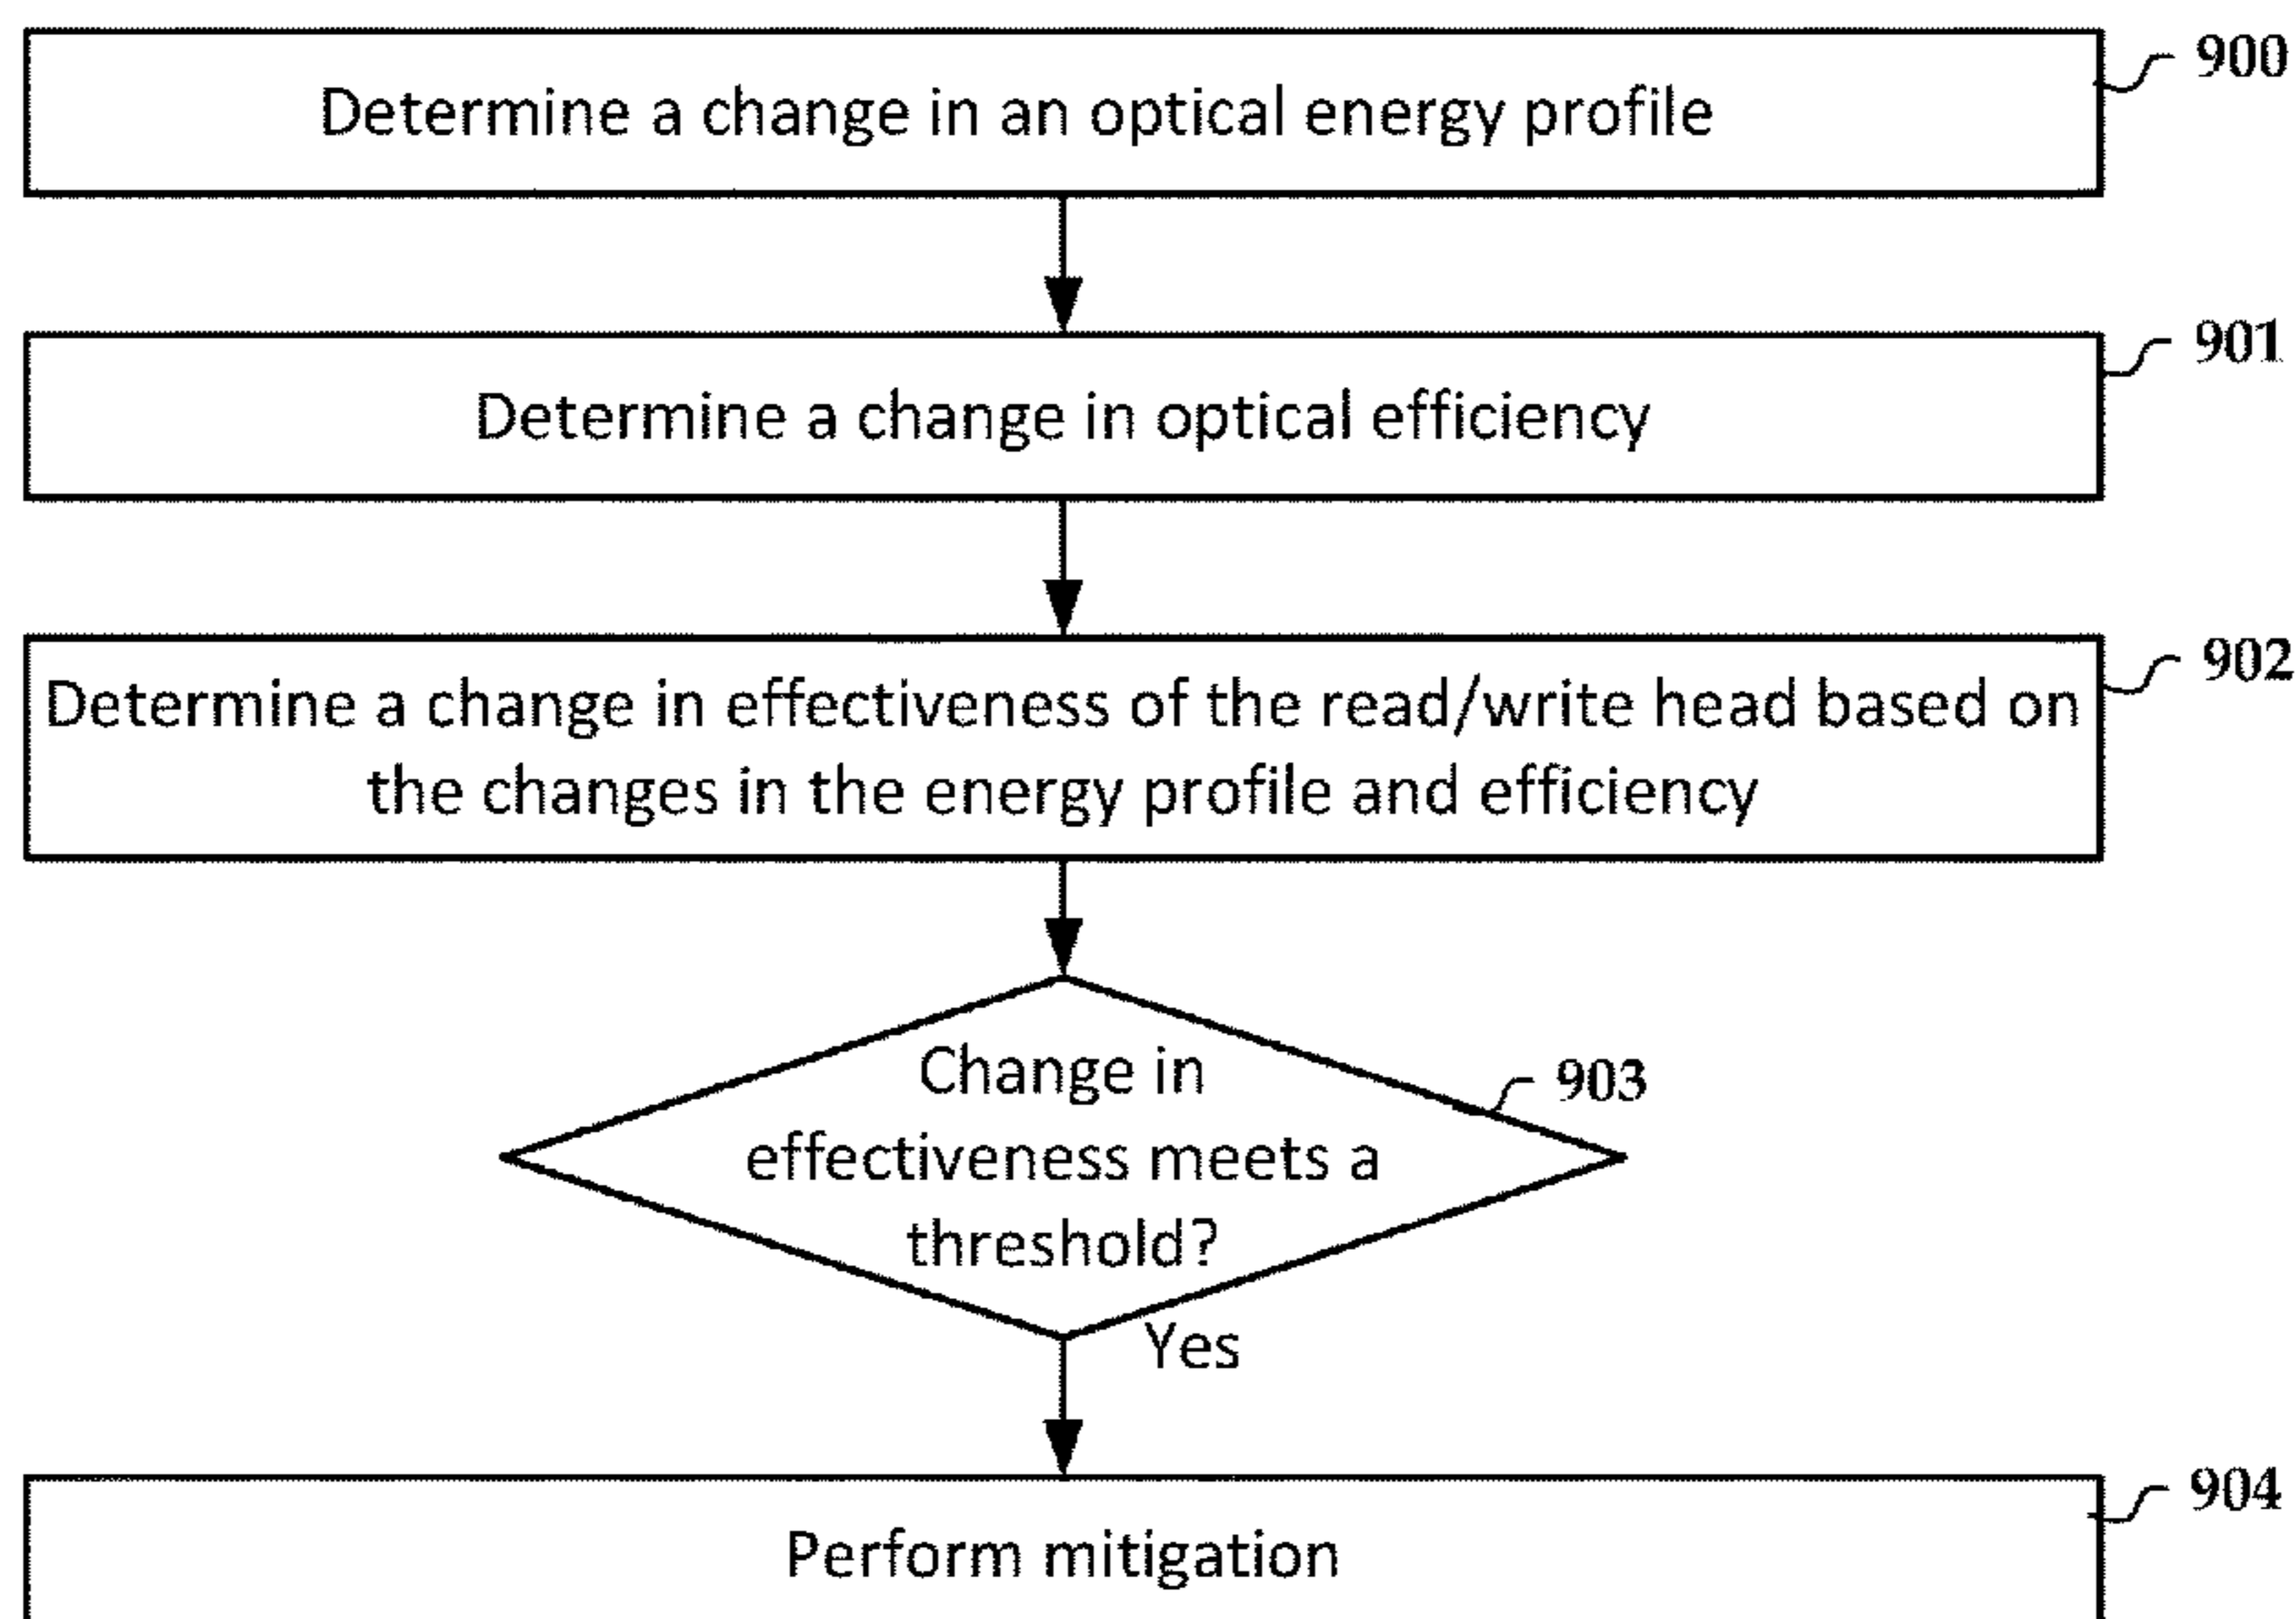 Determine a change in an optical energy profile
900
Determine a change in optical efficiency
901
Determine a change in effectiveness of the read/write head based on
the changes in the energy profile and efficiency
902
Change in
effectiveness meets a
threshold?
903
Yes
Perform mitigation
904